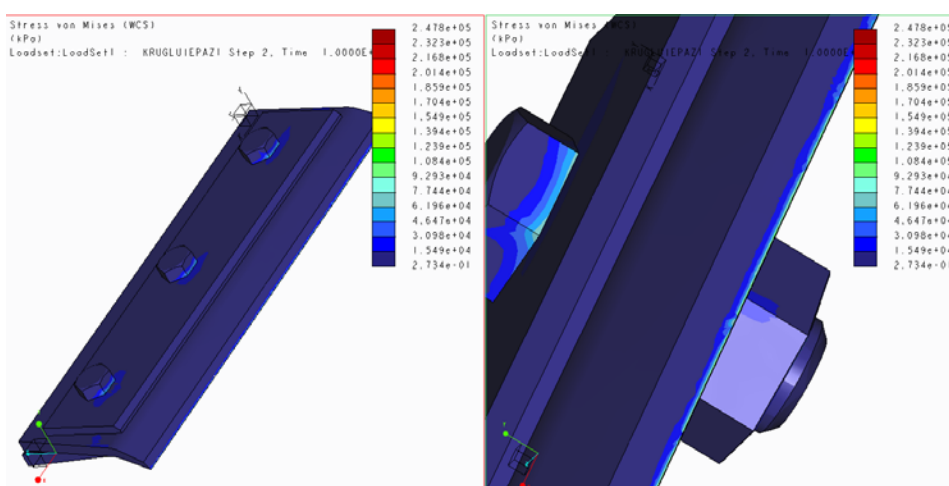 Stress von Mises (WCS)
(kPa)
Loadset:LoadSet1 : KRUGLUIEPAZ1 Step 2, Time 1.0000E
2.478e+05
2.323e+05
2.168e+05
2.014e+05
1.859e+05
1.704e+05
1.549e+05
1.394e+05
1.239e+05
1.084e+05
9.293e+04
7.744e+04
6.196e+04
4.647e+04
3.098e+04
1.549e+04
2.734e-01
Stress von Mises (WCS)
(kPa)
Loadset:LoadSet1 : KRUGLUIEPAZ1 Step 2, Time 1.0000E
2.478e+05
2.323e+05
2.168e+05
2.014e+05
1.859e+05
1.704e+05
1.549e+05
1.394e+05
1.239e+05
1.084e+05
9.293e+04
7.744e+04
6.196e+04
4.647e+04
3.098e+04
1.549e+04
2.734e-01